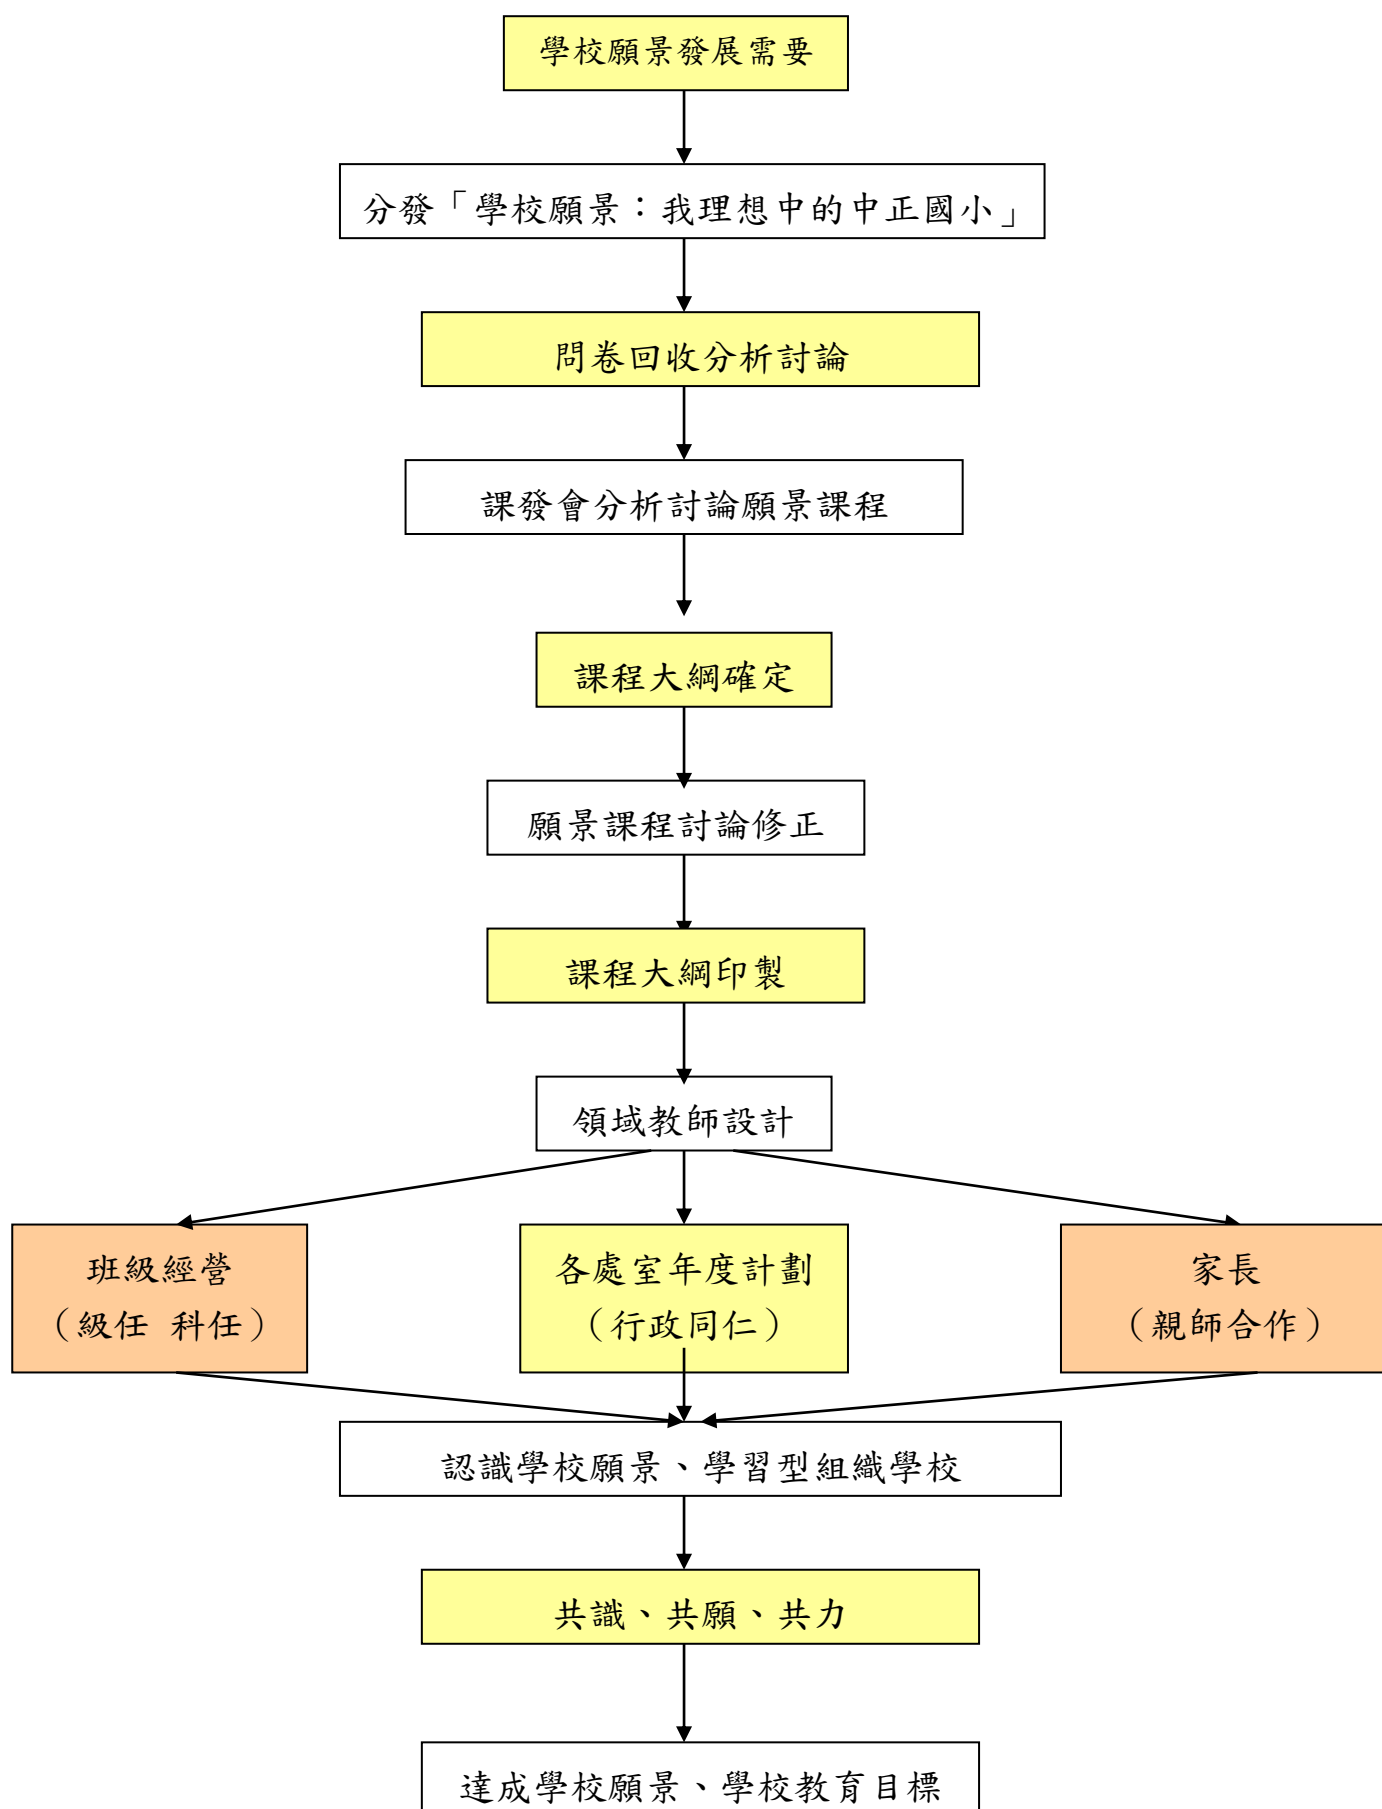 學校願景發展需要
分發「學校願景：我理想中的中正國小」
問卷回收分析討論
課發會分析討論願景課程
課程大綱確定
願景課程討論修正
課程大綱印製
領域教師設計
班級經營
（級任 科任）
各處室年度計劃
（行政同仁）
家長
（親師合作）
認識學校願景、學習型組織學校
共識、共願、共力
達成學校願景、學校教育目標